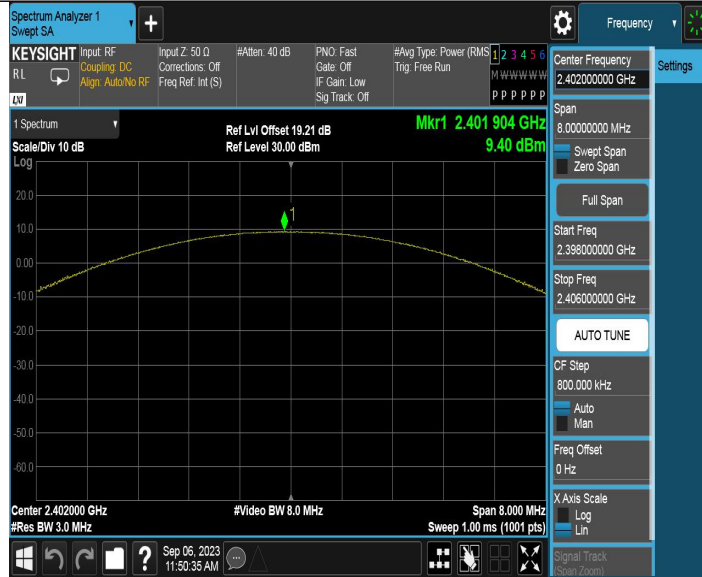 Spectrum Analyzer 1
Swept SA
+
Frequency
KEYSIGHT
RL
LXI
Input: RF
Coupling: DC
Align: Auto/No RF
Input Z: 50 Ω
Corrections: Off
Freq Ref: Int (S)
#Atten: 40 dB
PNO: Fast
Gate: Off
IF Gain: Low
Sig Track: Off
#Avg Type: Power (RMS
Trig: Free Run
1 2 3 4 5 6
M W W W W W
P P P P P P
1 Spectrum
Scale/Div 10 dB
Log
Ref Lvl Offset 19.21 dB
Ref Level 30.00 dBm
Mkr1 2.401 904 GHz
9.40 dBm
1
20.0
10.0
0.00
-10.0
-20.0
-30.0
-40.0
-50.0
-60.0
Center 2.402000 GHz
#Res BW 3.0 MHz
#Video BW 8.0 MHz
Span 8.000 MHz
Sweep 1.00 ms (1001 pts)
?
Sep 06, 2023
11:50:35 AM
Center Frequency
2.402000000 GHz
Settings
Span
8.00000000 MHz
Swept Span
Zero Span
Full Span
Start Freq
2.398000000 GHz
Stop Freq
2.406000000 GHz
AUTO TUNE
CF Step
800.000 kHz
Auto
Man
Freq Offset
0 Hz
X Axis Scale
Log
Lin
Signal Track
(Span Zoom)